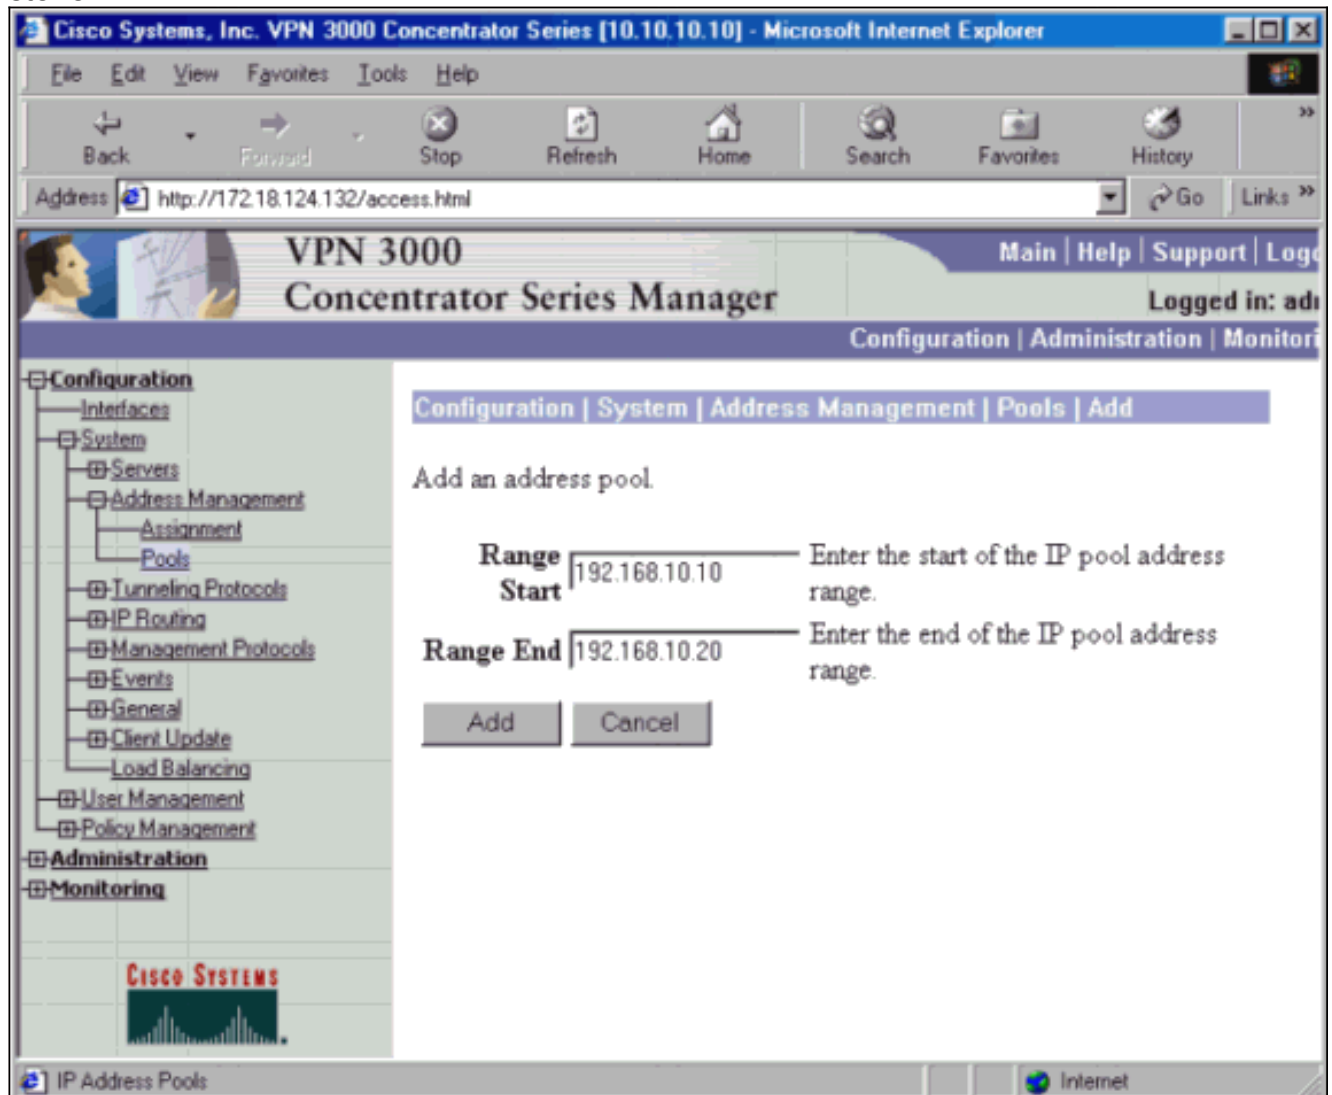 Cisco Systems, Inc. VPN 3000 Concentrator Series [10.10.10.10] - Microsoft Internet Explorer
File Edit View Favorites Tools Help
Back Forward Stop Refresh Home Search Favorites History »
Address http://172.18.124.132/access.html Go Links »
VPN 3000
Concentrator Series Manager
Main | Help | Support | Logo
Logged in: adm
Configuration | Administration | Monitori
Configuration
Interfaces
System
Servers
Address Management
Assignment
Pools
Tunneling Protocols
IP Routing
Management Protocols
Events
General
Client Update
Load Balancing
User Management
Policy Management
Administration
Monitoring
CISCO SYSTEMS
Configuration | System | Address Management | Pools | Add
Add an address pool.
Range Start 192.168.10.10 Enter the start of the IP pool address range.
Range End 192.168.10.20 Enter the end of the IP pool address range.
Add Cancel
IP Address Pools Internet